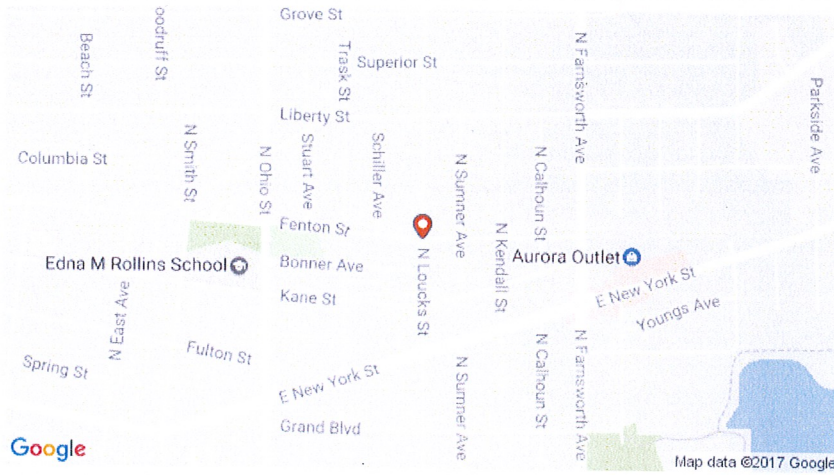 Grove St
oodruff St
Beach St
Trask St
Superior St
N Farnsworth Ave
Parkside Ave
Liberty St
N Smith St
Columbia St
N Ohio St
Stuart Ave
Schiller Ave
N Sumner Ave
N Calhoun St
Fenton St
N Kendall St
Edna M Rollins School
Bonner Ave
N Loucks St
Aurora Outlet
Kane St
E New York St
Youngs Ave
N East Ave
Fulton St
Spring St
E New York St
N Sumner Ave
N Calhoun St
N Farnsworth Ave
Grand Blvd
Google
Map data ©2017 Google